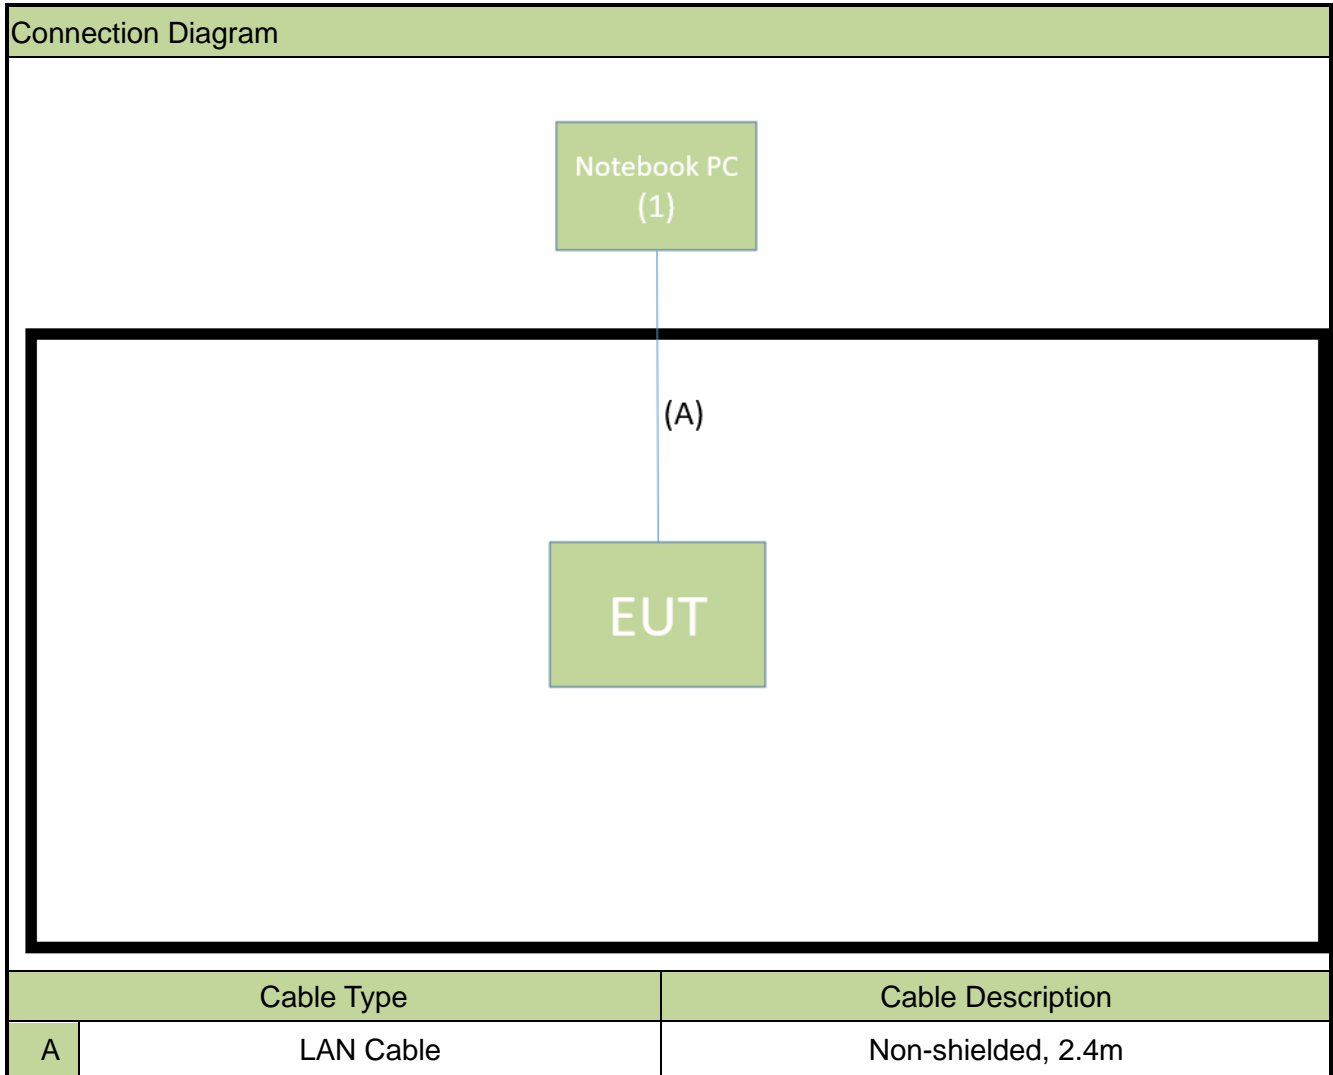 Connection Diagram
Notebook PC
(1)
(A)
EUT
Cable Type Cable Description
A LAN Cable Non-shielded, 2.4m